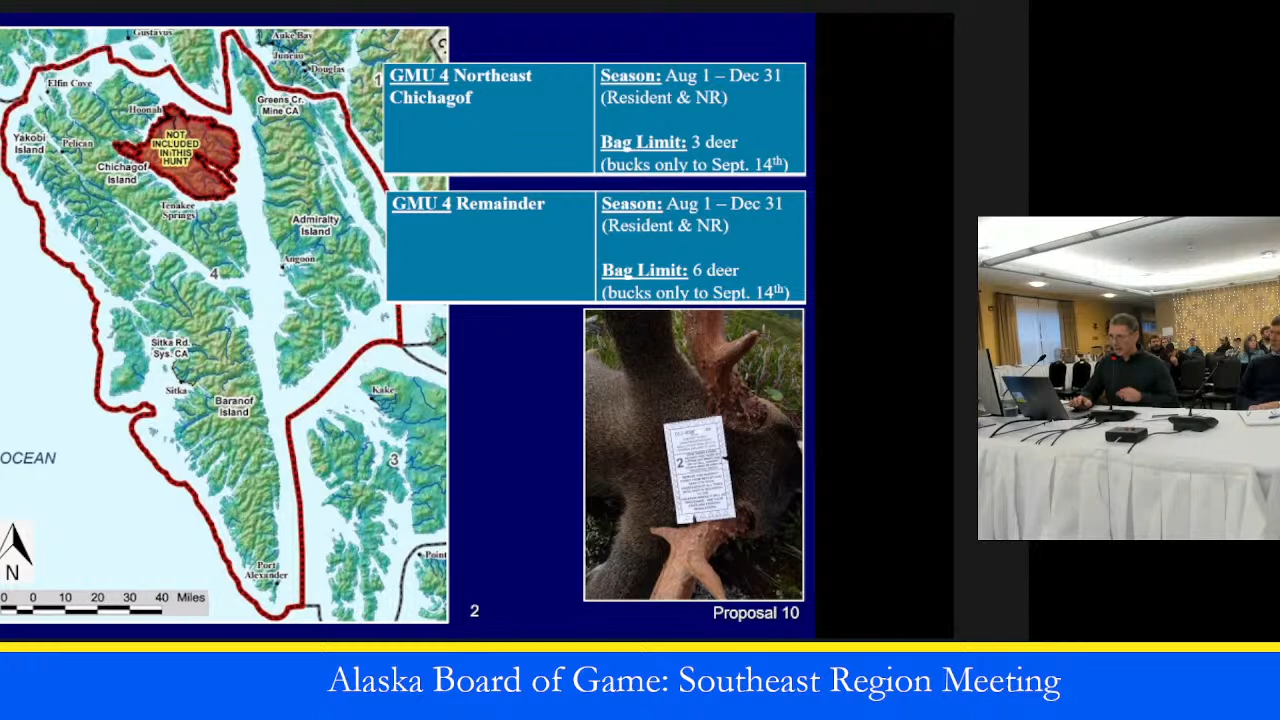 Gustavus
Auke Bay
Juneau
Douglas
Elfin Cove
1
Greens Cr.
Mine CA
Hoonah
NOT
INCLUDED
IN THIS
HUNT
Yakobi
Island
Pelican
Chichagof
Island
Tenakee
Springs
Admiralty
Island
Angoon
4
Sitka Rd.
Sys. CA
Sitka
Baranof
Island
Kake
3
OCEAN
Port
Alexander
Point
N
0 0 10 20 30 40 Miles
GMU 4 Northeast
Chichagof
Season: Aug 1 – Dec 31
(Resident & NR)
Bag Limit: 3 deer
(bucks only to Sept. 14th)
GMU 4 Remainder
Season: Aug 1 – Dec 31
(Resident & NR)
Bag Limit: 6 deer
(bucks only to Sept. 14th)
2
2
Proposal 10
Alaska Board of Game: Southeast Region Meeting